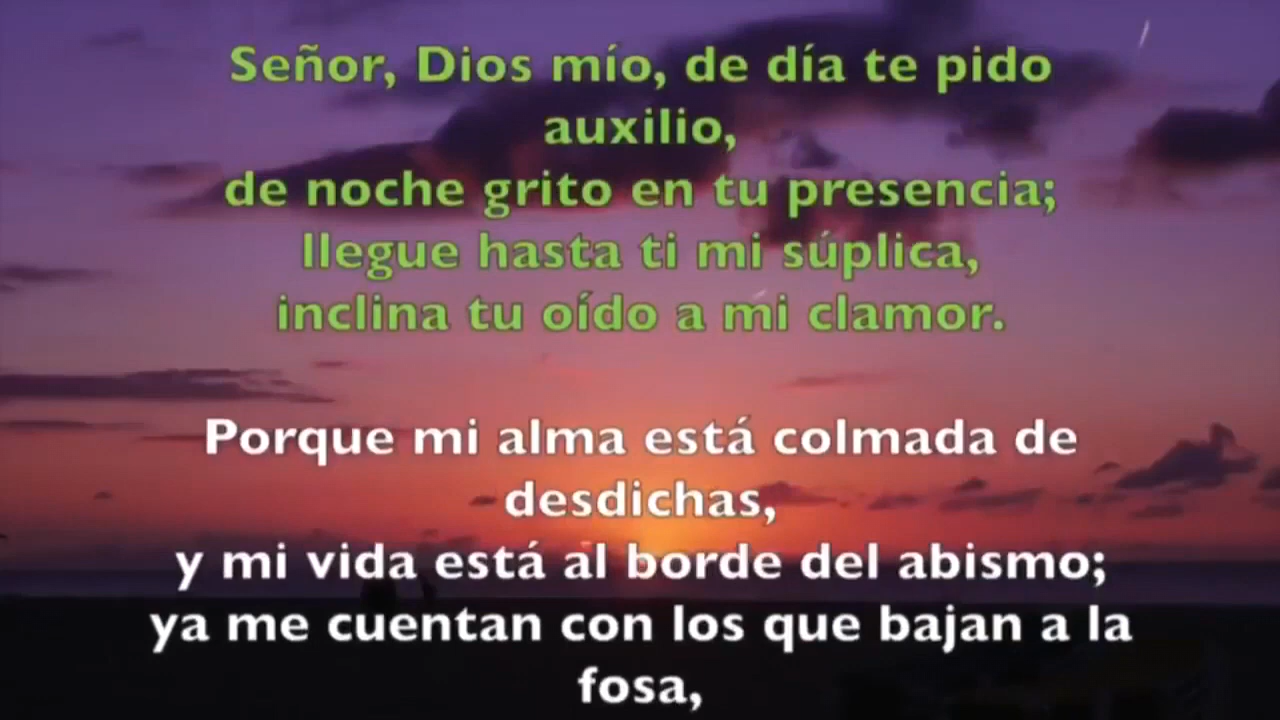 Señor, Dios mío, de día te pido
auxilio,
de noche grito en tu presencia;
llegue hasta ti mi súplica,
inclina tu oído a mi clamor.
Porque mi alma está colmada de
desdichas,
y mi vida está al borde del abismo;
ya me cuentan con los que bajan a la
fosa,